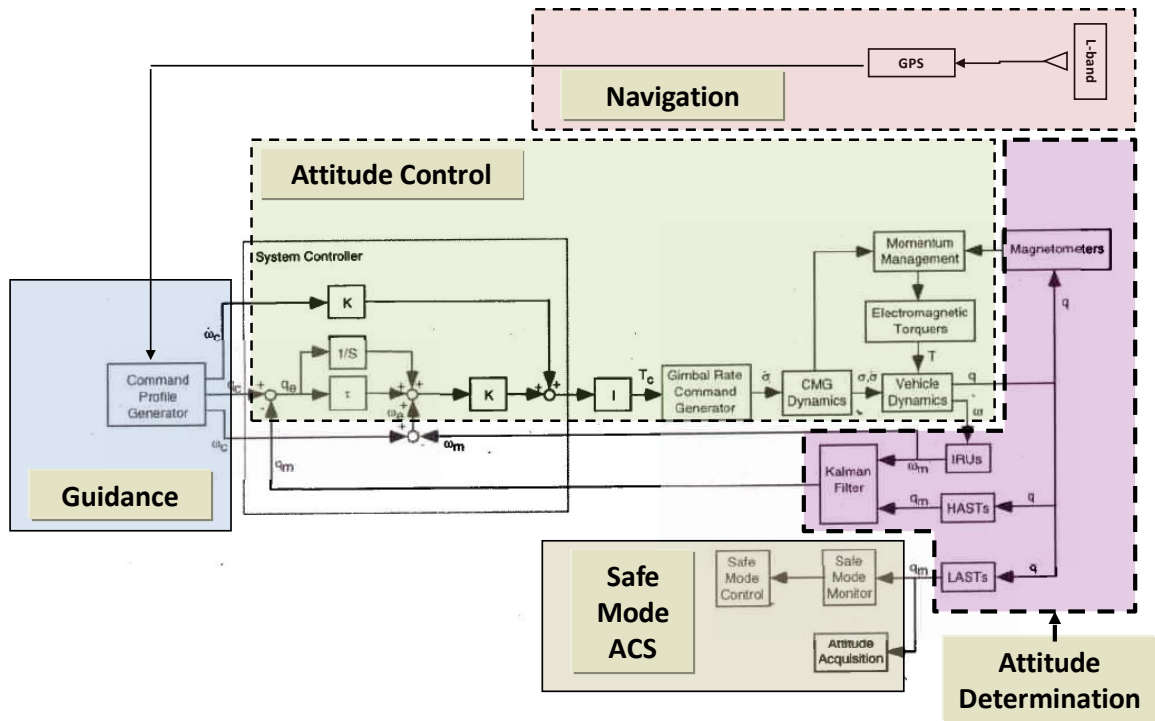 L-band
GPS
Navigation
Attitude Control
System Controller
Momentum
Management
Magnetometers
K
ω̇c
Electromagnetic
Torquers
q
1/S
T
Command
Profile
Generator
qc
+
-
qe
τ
+
+
+
K
+
+
I
Tc
Gimbal Rate
Command
Generator
σ̇
CMG
Dynamics
σ,σ̇
Vehicle
Dynamics
q
ω
ωe
+
-
ωc
ωm
qm
Kalman
Filter
ωm
IRUs
Guidance
qm
HASTs
q
Safe
Mode
ACS
Safe
Mode
Control
Safe
Mode
Monitor
qm
LASTs
q
Attitude
Acquisition
Attitude
Determination